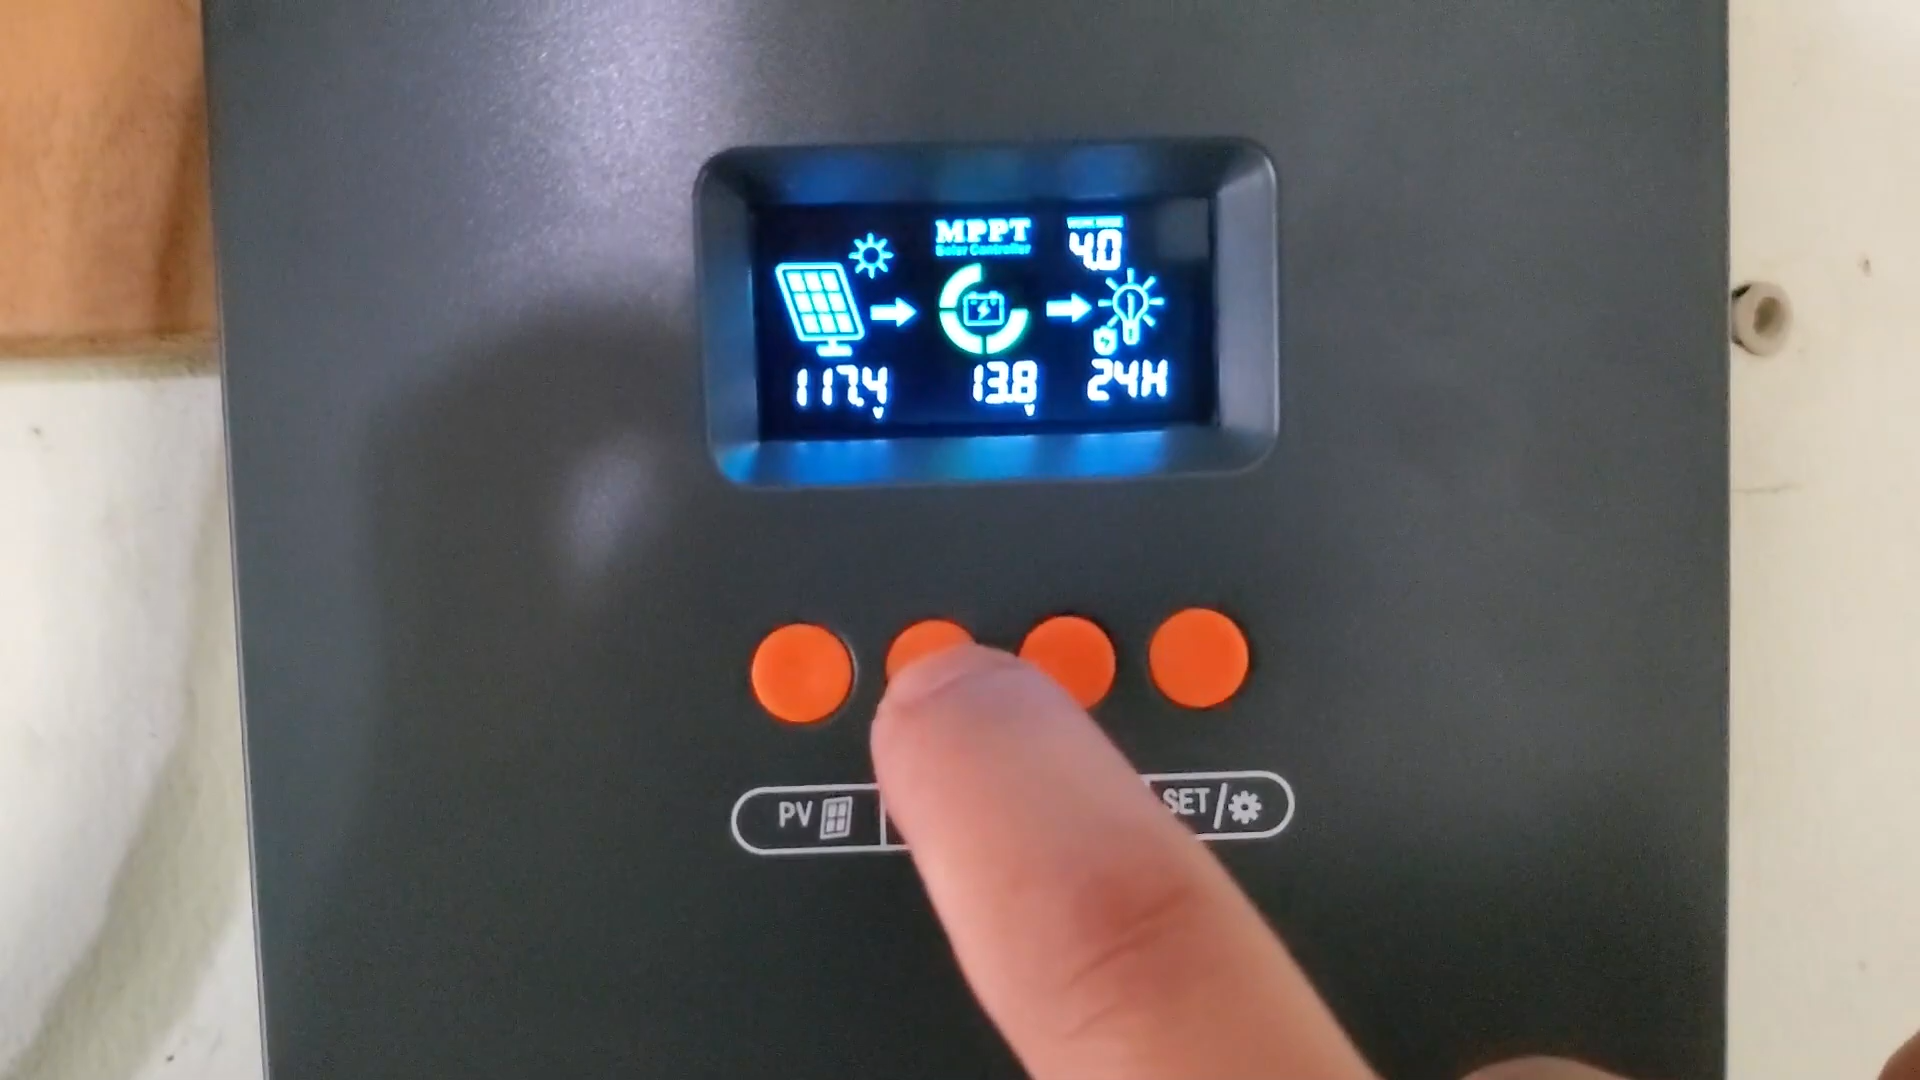 MPPT
Solar Controller
4.0
117.4 V
13.8 V
24H
PV
SET/